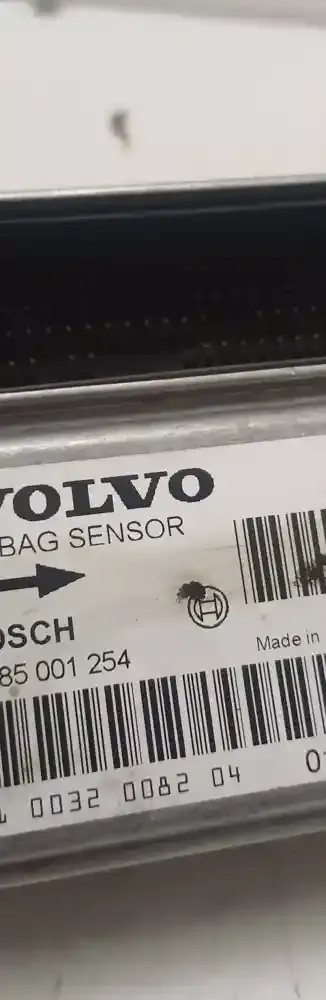 VOLVO
BAG SENSOR
OSCH
85 001 254
Made in
0032 0082 04